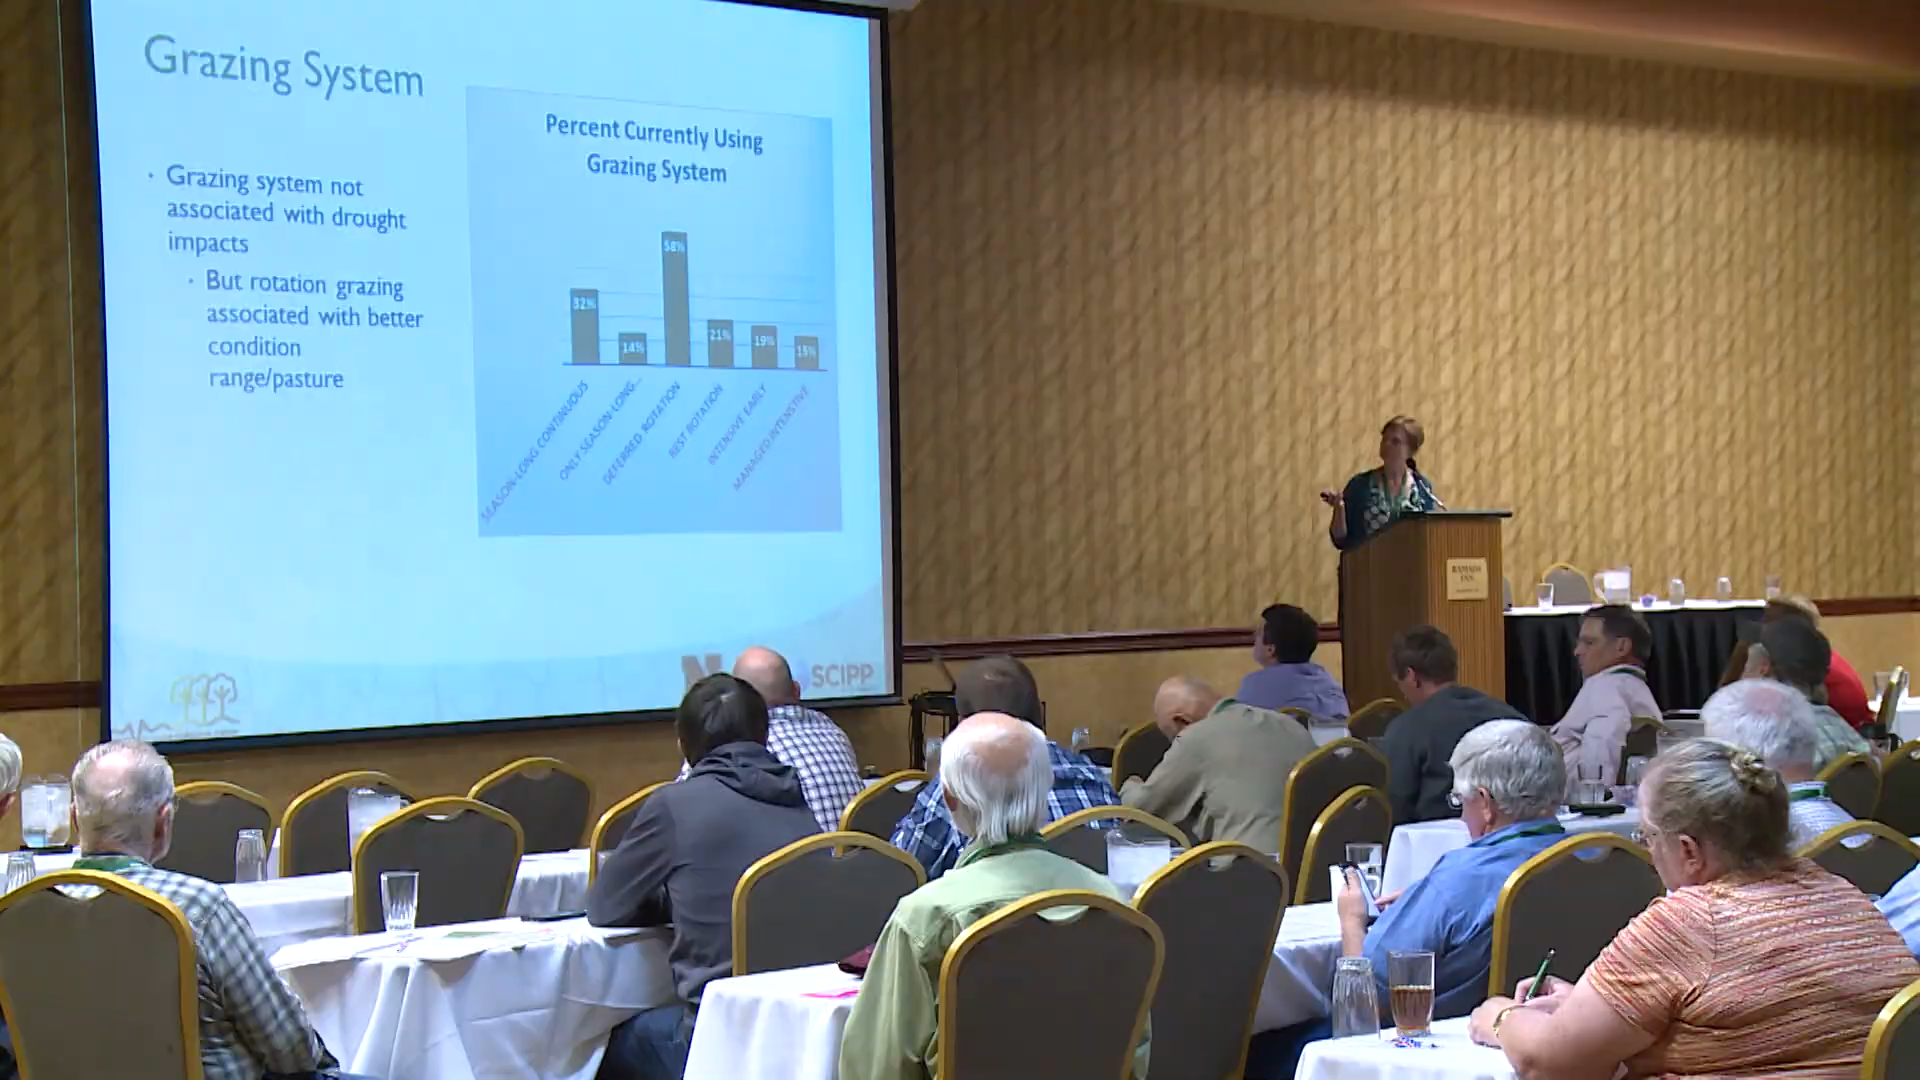 Grazing System
· Grazing system not
associated with drought
impacts
· But rotation grazing
associated with better
condition
range/pasture
Percent Currently Using
Grazing System
32%
14%
58%
21%
19%
15%
SEASON-LONG CONTINUOUS
ONLY SEASON-LONG...
DEFERRED ROTATION
REST ROTATION
INTENSIVE EARLY
MANAGED INTENSIVE
N
SCIPP
RAMADA
INN